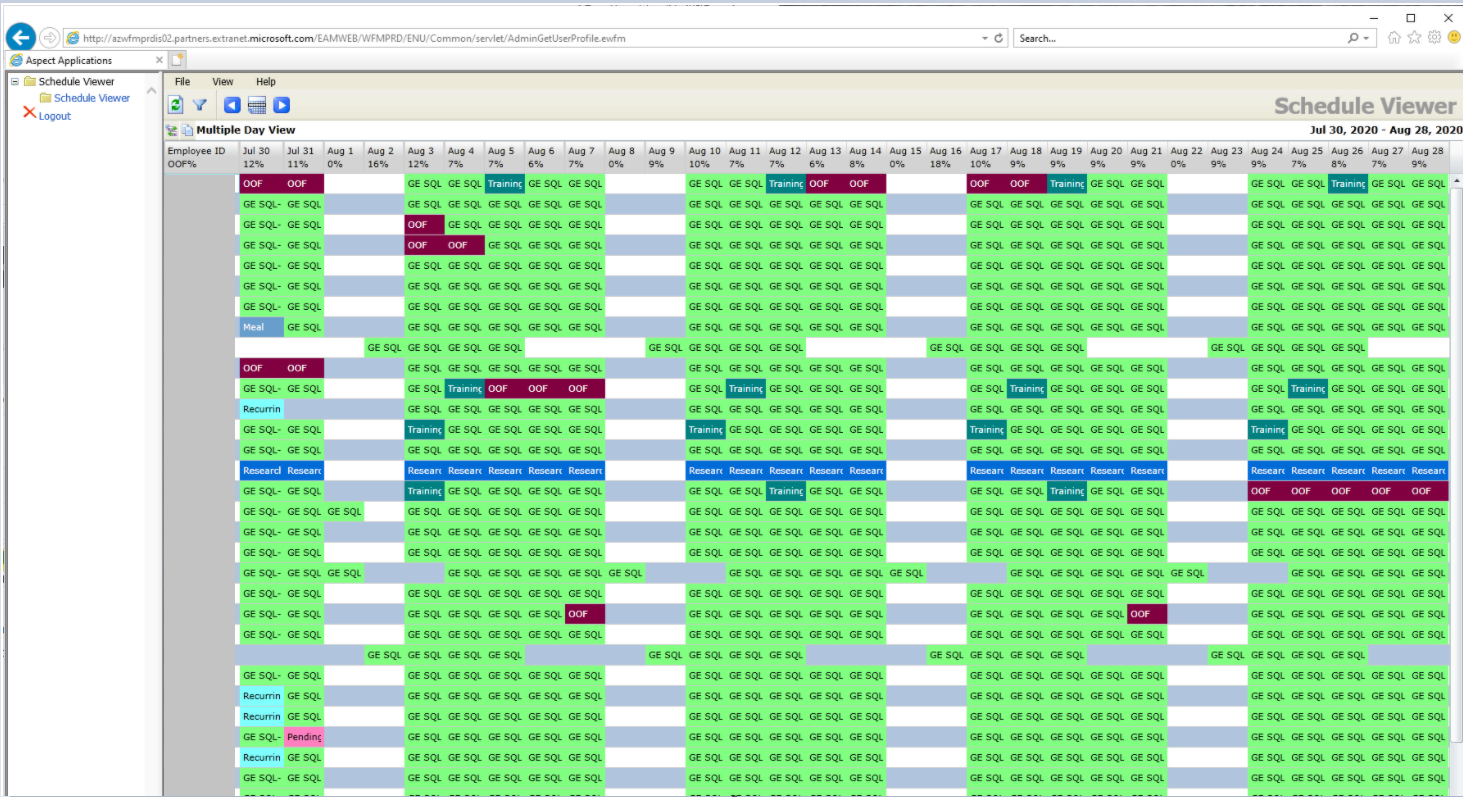 http://azwfmprdis02.partners.extranet.microsoft.com/EAMWEB/WFMPRD/ENU/Common/servlet/AdminGetUserProfile.ewfm Search...
Aspect Applications
Schedule Viewer
Schedule Viewer
Logout
File View Help
Schedule Viewer
Multiple Day View Jul 30, 2020 - Aug 28, 2020
Employee ID Jul 30 Jul 31 Aug 1 Aug 2 Aug 3 Aug 4 Aug 5 Aug 6 Aug 7 Aug 8 Aug 9 Aug 10 Aug 11 Aug 12 Aug 13 Aug 14 Aug 15 Aug 16 Aug 17 Aug 18 Aug 19 Aug 20 Aug 21 Aug 22 Aug 23 Aug 24 Aug 25 Aug 26 Aug 27 Aug 28
OOF% 12% 11% 0% 16% 12% 7% 7% 6% 7% 0% 9% 10% 7% 7% 6% 8% 0% 18% 10% 9% 9% 9% 9% 0% 9% 9% 7% 8% 7% 9%
OOF OOF GE SQL GE SQL Training GE SQL GE SQL GE SQL GE SQL Training OOF OOF OOF OOF Training GE SQL GE SQL GE SQL GE SQL Training GE SQL GE SQL
GE SQL- GE SQL GE SQL GE SQL GE SQL GE SQL GE SQL GE SQL GE SQL GE SQL GE SQL GE SQL GE SQL GE SQL GE SQL GE SQL GE SQL GE SQL GE SQL GE SQL GE SQL GE SQL
GE SQL- GE SQL OOF GE SQL GE SQL GE SQL GE SQL GE SQL GE SQL GE SQL GE SQL GE SQL GE SQL GE SQL GE SQL GE SQL GE SQL GE SQL GE SQL GE SQL GE SQL GE SQL
GE SQL- GE SQL OOF OOF GE SQL GE SQL GE SQL GE SQL GE SQL GE SQL GE SQL GE SQL GE SQL GE SQL GE SQL GE SQL GE SQL GE SQL GE SQL GE SQL GE SQL GE SQL
GE SQL- GE SQL GE SQL GE SQL GE SQL GE SQL GE SQL GE SQL GE SQL GE SQL GE SQL GE SQL GE SQL GE SQL GE SQL GE SQL GE SQL GE SQL GE SQL GE SQL GE SQL GE SQL
GE SQL- GE SQL GE SQL GE SQL GE SQL GE SQL GE SQL GE SQL GE SQL GE SQL GE SQL GE SQL GE SQL GE SQL GE SQL GE SQL GE SQL GE SQL GE SQL GE SQL GE SQL GE SQL
GE SQL- GE SQL GE SQL GE SQL GE SQL GE SQL GE SQL GE SQL GE SQL GE SQL GE SQL GE SQL GE SQL GE SQL GE SQL GE SQL GE SQL GE SQL GE SQL GE SQL GE SQL GE SQL
Meal GE SQL GE SQL GE SQL GE SQL GE SQL GE SQL GE SQL GE SQL GE SQL GE SQL GE SQL GE SQL GE SQL GE SQL GE SQL GE SQL GE SQL GE SQL GE SQL GE SQL GE SQL
GE SQL GE SQL GE SQL GE SQL GE SQL GE SQL GE SQL GE SQL GE SQL GE SQL GE SQL GE SQL GE SQL GE SQL GE SQL GE SQL
OOF OOF GE SQL GE SQL GE SQL GE SQL GE SQL GE SQL GE SQL GE SQL GE SQL GE SQL GE SQL GE SQL GE SQL GE SQL GE SQL GE SQL GE SQL GE SQL GE SQL GE SQL
GE SQL- GE SQL GE SQL Training OOF OOF OOF GE SQL Training GE SQL GE SQL GE SQL GE SQL Training GE SQL GE SQL GE SQL GE SQL Training GE SQL GE SQL GE SQL
Recurrin GE SQL GE SQL GE SQL GE SQL GE SQL GE SQL GE SQL GE SQL GE SQL GE SQL GE SQL GE SQL GE SQL GE SQL GE SQL GE SQL GE SQL GE SQL GE SQL GE SQL
GE SQL- GE SQL Training GE SQL GE SQL GE SQL GE SQL Training GE SQL GE SQL GE SQL GE SQL Training GE SQL GE SQL GE SQL GE SQL Training GE SQL GE SQL GE SQL GE SQL
GE SQL- GE SQL GE SQL GE SQL GE SQL GE SQL GE SQL GE SQL GE SQL GE SQL GE SQL GE SQL GE SQL GE SQL GE SQL GE SQL GE SQL GE SQL GE SQL GE SQL GE SQL GE SQL
Research Researc Researc Researc Researc Researc Researc Researc Researc Researc Researc Researc Researc Researc Researc Researc Researc Researc Researc Researc Researc Researc
GE SQL- GE SQL Training GE SQL GE SQL GE SQL GE SQL GE SQL GE SQL Training GE SQL GE SQL GE SQL GE SQL Training GE SQL GE SQL OOF OOF OOF OOF OOF
GE SQL- GE SQL GE SQL GE SQL GE SQL GE SQL GE SQL GE SQL GE SQL GE SQL GE SQL GE SQL GE SQL GE SQL GE SQL GE SQL GE SQL GE SQL GE SQL GE SQL GE SQL GE SQL GE SQL
GE SQL- GE SQL GE SQL GE SQL GE SQL GE SQL GE SQL GE SQL GE SQL GE SQL GE SQL GE SQL GE SQL GE SQL GE SQL GE SQL GE SQL GE SQL GE SQL GE SQL GE SQL GE SQL
GE SQL- GE SQL GE SQL GE SQL GE SQL GE SQL GE SQL GE SQL GE SQL GE SQL GE SQL GE SQL GE SQL GE SQL GE SQL GE SQL GE SQL GE SQL GE SQL GE SQL GE SQL GE SQL
GE SQL- GE SQL GE SQL GE SQL GE SQL GE SQL GE SQL GE SQL GE SQL GE SQL GE SQL GE SQL GE SQL GE SQL GE SQL GE SQL GE SQL GE SQL GE SQL GE SQL GE SQL GE SQL
GE SQL- GE SQL GE SQL GE SQL GE SQL GE SQL GE SQL GE SQL GE SQL GE SQL GE SQL GE SQL GE SQL GE SQL GE SQL GE SQL GE SQL GE SQL GE SQL GE SQL GE SQL GE SQL
GE SQL- GE SQL GE SQL GE SQL GE SQL GE SQL OOF GE SQL GE SQL GE SQL GE SQL GE SQL GE SQL GE SQL GE SQL GE SQL OOF GE SQL GE SQL GE SQL GE SQL GE SQL
GE SQL- GE SQL GE SQL GE SQL GE SQL GE SQL GE SQL GE SQL GE SQL GE SQL GE SQL GE SQL GE SQL GE SQL GE SQL GE SQL GE SQL GE SQL GE SQL GE SQL GE SQL GE SQL
GE SQL GE SQL GE SQL GE SQL GE SQL GE SQL GE SQL GE SQL GE SQL GE SQL GE SQL GE SQL GE SQL GE SQL GE SQL GE SQL
GE SQL- GE SQL GE SQL GE SQL GE SQL GE SQL GE SQL GE SQL GE SQL GE SQL GE SQL GE SQL GE SQL GE SQL GE SQL GE SQL GE SQL GE SQL GE SQL GE SQL GE SQL GE SQL
Recurrin GE SQL GE SQL GE SQL GE SQL GE SQL GE SQL GE SQL GE SQL GE SQL GE SQL GE SQL GE SQL GE SQL GE SQL GE SQL GE SQL GE SQL GE SQL GE SQL GE SQL GE SQL
Recurrin GE SQL GE SQL GE SQL GE SQL GE SQL GE SQL GE SQL GE SQL GE SQL GE SQL GE SQL GE SQL GE SQL GE SQL GE SQL GE SQL GE SQL GE SQL GE SQL GE SQL GE SQL
GE SQL- Pending GE SQL GE SQL GE SQL GE SQL GE SQL GE SQL GE SQL GE SQL GE SQL GE SQL GE SQL GE SQL GE SQL GE SQL GE SQL GE SQL GE SQL GE SQL GE SQL GE SQL
Recurrin GE SQL GE SQL GE SQL GE SQL GE SQL GE SQL GE SQL GE SQL GE SQL GE SQL GE SQL GE SQL GE SQL GE SQL GE SQL GE SQL GE SQL GE SQL GE SQL GE SQL GE SQL
GE SQL- GE SQL GE SQL GE SQL GE SQL GE SQL GE SQL GE SQL GE SQL GE SQL GE SQL GE SQL GE SQL GE SQL GE SQL GE SQL GE SQL GE SQL GE SQL GE SQL GE SQL GE SQL